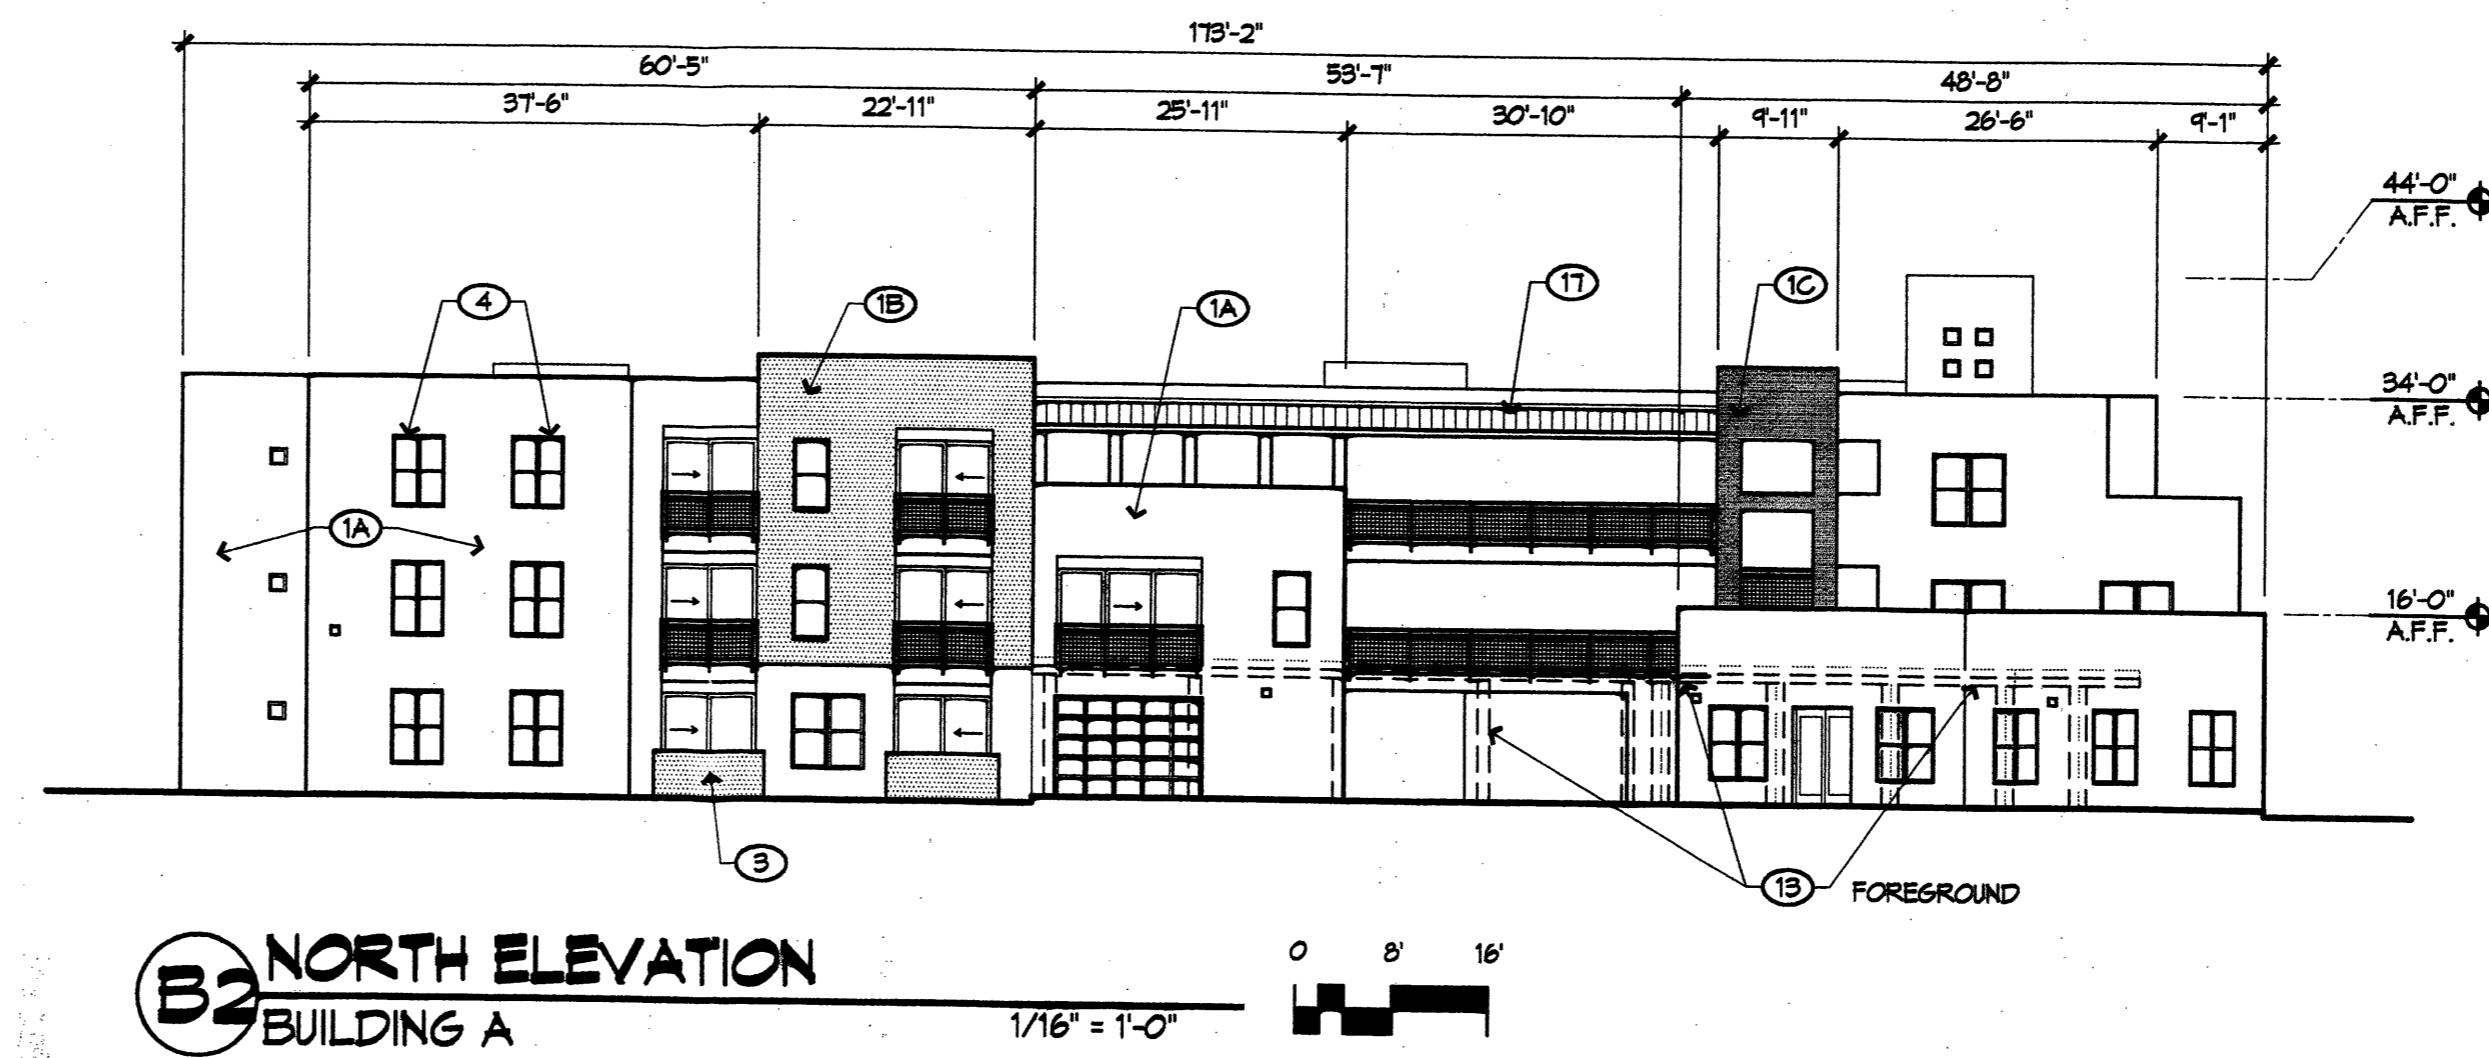 173'-2"
60'-5"
53'-7"
48'-8"
37'-6"
22'-11"
25'-11"
30'-10"
9'-11"
26'-6"
9'-1"
44'-0"
A.F.F.
4
1B
1A
17
1C
34'-0"
A.F.F.
1A
16'-0"
A.F.F.
3
13 FOREGROUND
B2
NORTH ELEVATION
BUILDING A
1/16" = 1'-0"
0 8' 16'